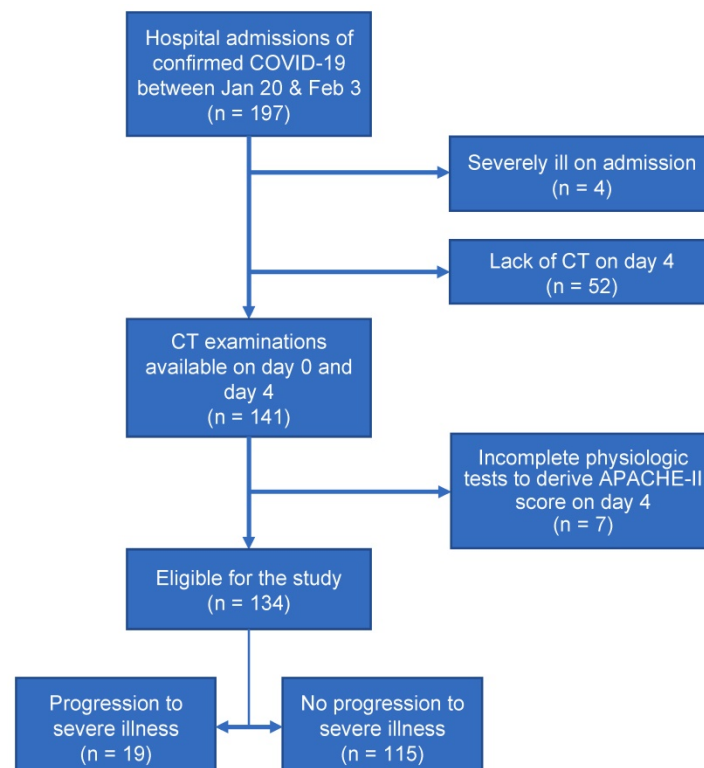 Hospital admissions of
confirmed COVID-19
between Jan 20 & Feb 3
(n = 197)
Severely ill on admission
(n = 4)
Lack of CT on day 4
(n = 52)
CT examinations
available on day 0 and
day 4
(n = 141)
Incomplete physiologic
tests to derive APACHE-II
score on day 4
(n = 7)
Eligible for the study
(n = 134)
Progression to
severe illness
(n = 19)
No progression to
severe illness
(n = 115)